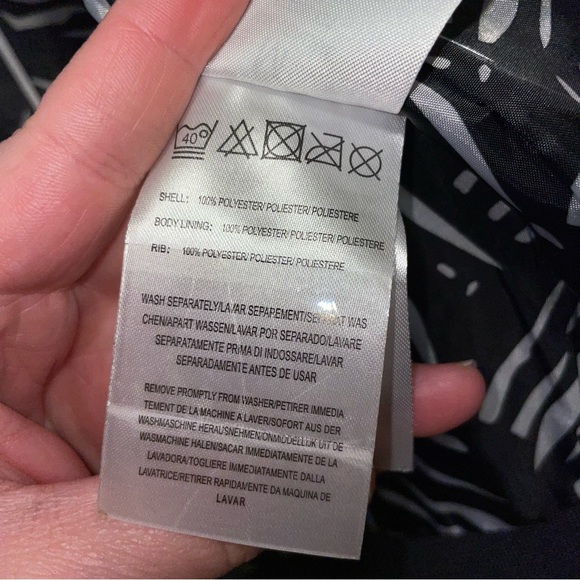 40°
SHELL: 100% POLYESTER/ POLIESTER/ POLIESTERE
BODY LINING: 100% POLYESTER/ POLIESTER/ POLIESTERE
RIB: 100% POLYESTER/ POLIESTER/ POLIESTERE
WASH SEPARATELY/LAVAR SEPAREMENT/SEPARAT WAS
CHEN/APART WASSEN/LAVAR POR SEPARADO/LAVARE
SEPARATAMENTE PRIMA DI INDOSSARE/LAVAR
SEPARADAMENTE ANTES DE USAR
REMOVE PROMPTLY FROM WASHER/RETIRER IMMEDIA
TEMENT DE LA MACHINE A LAVER/SOFORT AUS DER
WASHMASCHINE HERAUSNEHMEN/ONMIDDELLIJK UIT DE
WASMACHINE HALEN/SACAR IMMEDIATAMENTE DE LA
LAVADORA/TOGLIERE IMMEDIATAMENTE DALLA
LAVATRICE/RETIRER RAPIDAMENTE DA MAQUINA DE
LAVAR